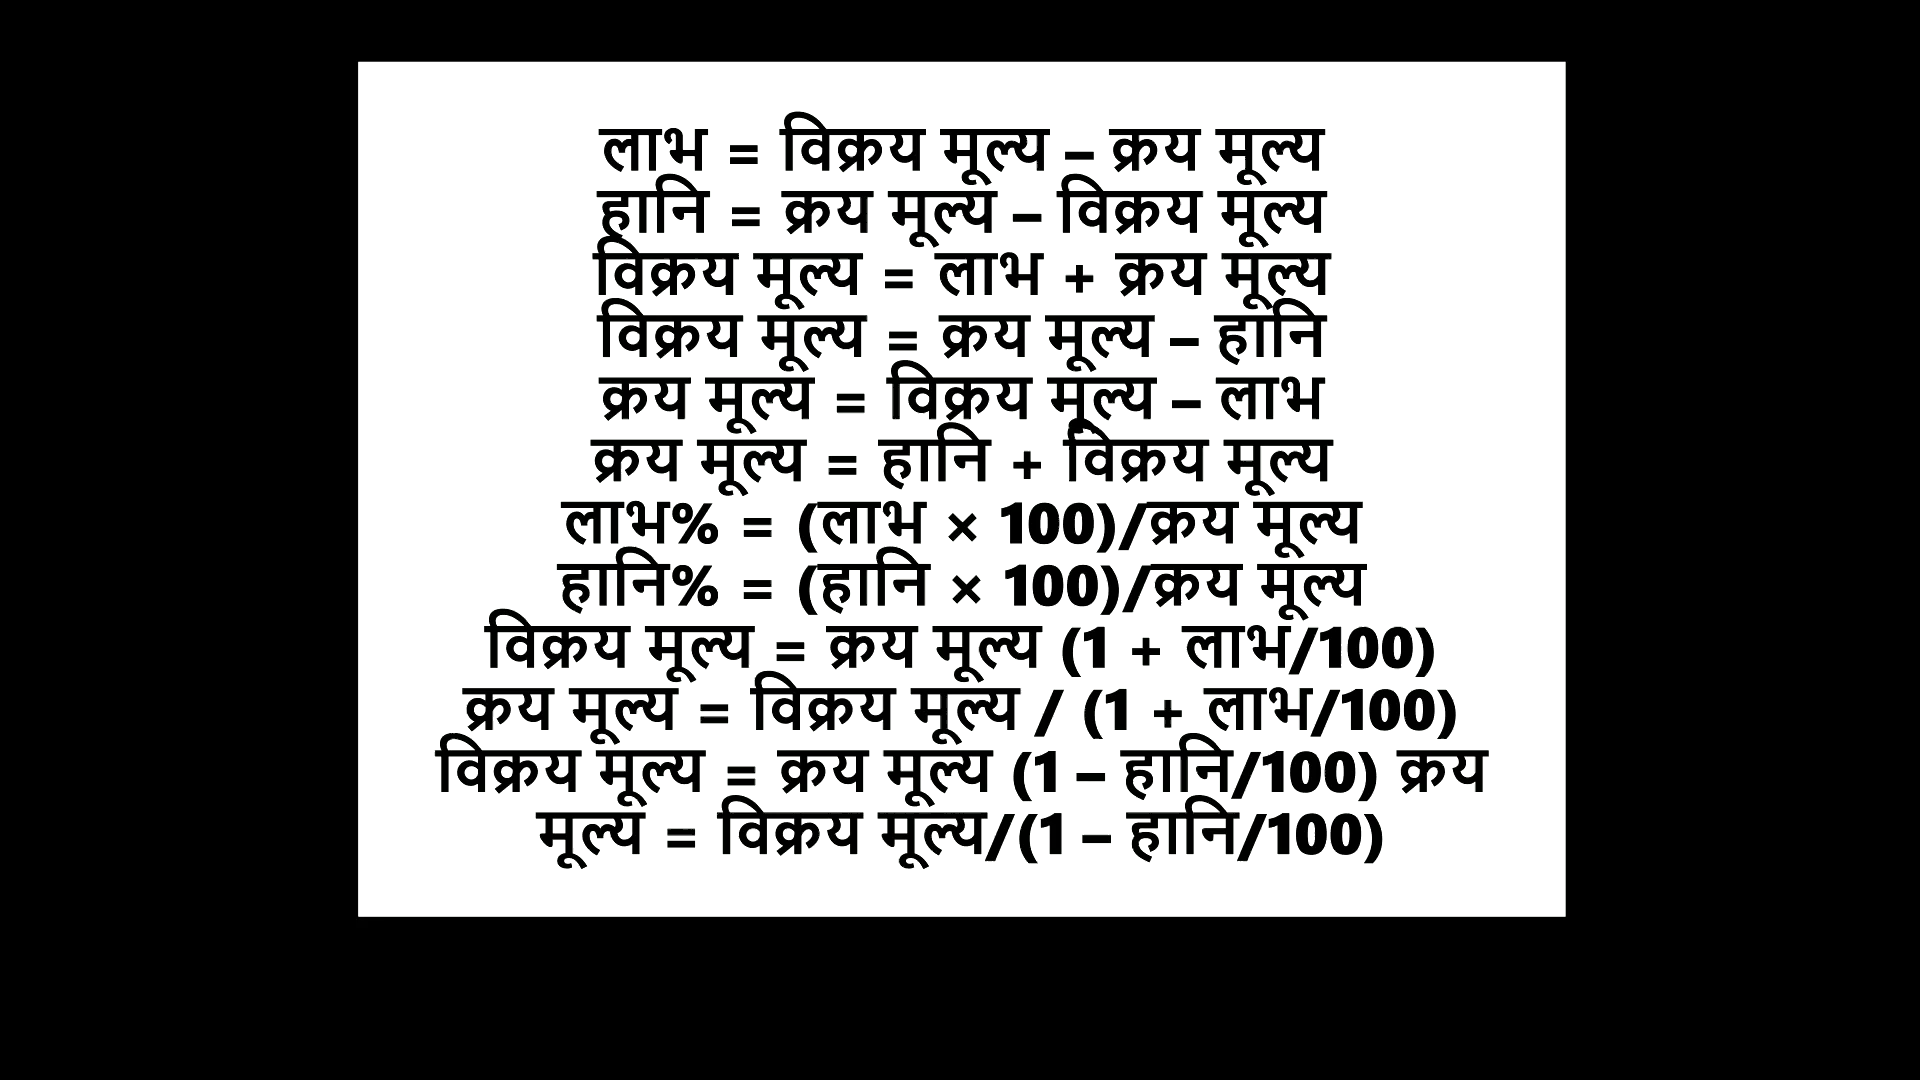 लाभ = विक्रय मूल्य – क्रय मूल्य
हानि = क्रय मूल्य – विक्रय मूल्य
विक्रय मूल्य = लाभ + क्रय मूल्य
विक्रय मूल्य = क्रय मूल्य – हानि
क्रय मूल्य = विक्रय मूल्य – लाभ
क्रय मूल्य = हानि + विक्रय मूल्य
लाभ% = (लाभ × 100)/क्रय मूल्य
हानि% = (हानि × 100)/क्रय मूल्य
विक्रय मूल्य = क्रय मूल्य (1 + लाभ/100)
क्रय मूल्य = विक्रय मूल्य / (1 + लाभ/100)
विक्रय मूल्य = क्रय मूल्य (1 – हानि/100) क्रय
मूल्य = विक्रय मूल्य/(1 – हानि/100)